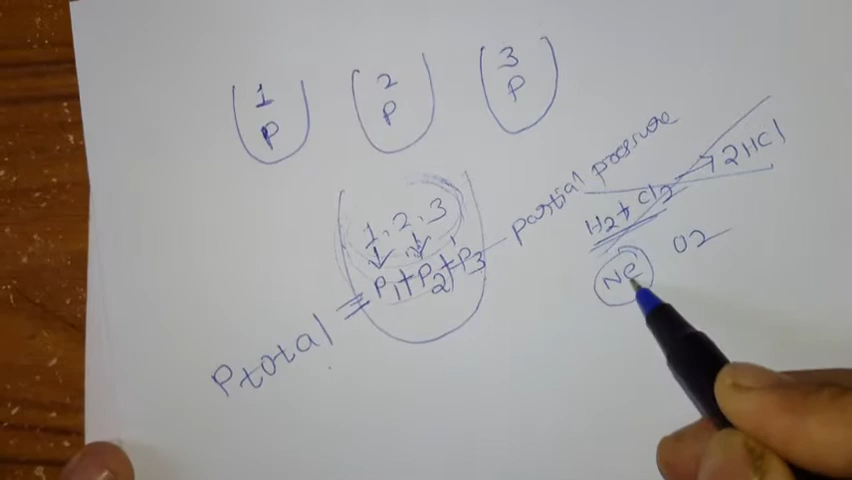 1 2 3
P P P
1, 2, 3
P1+P2+P3
partial pressure
Ptotal =
H2+Cl2 → 2HCl
Ne O2